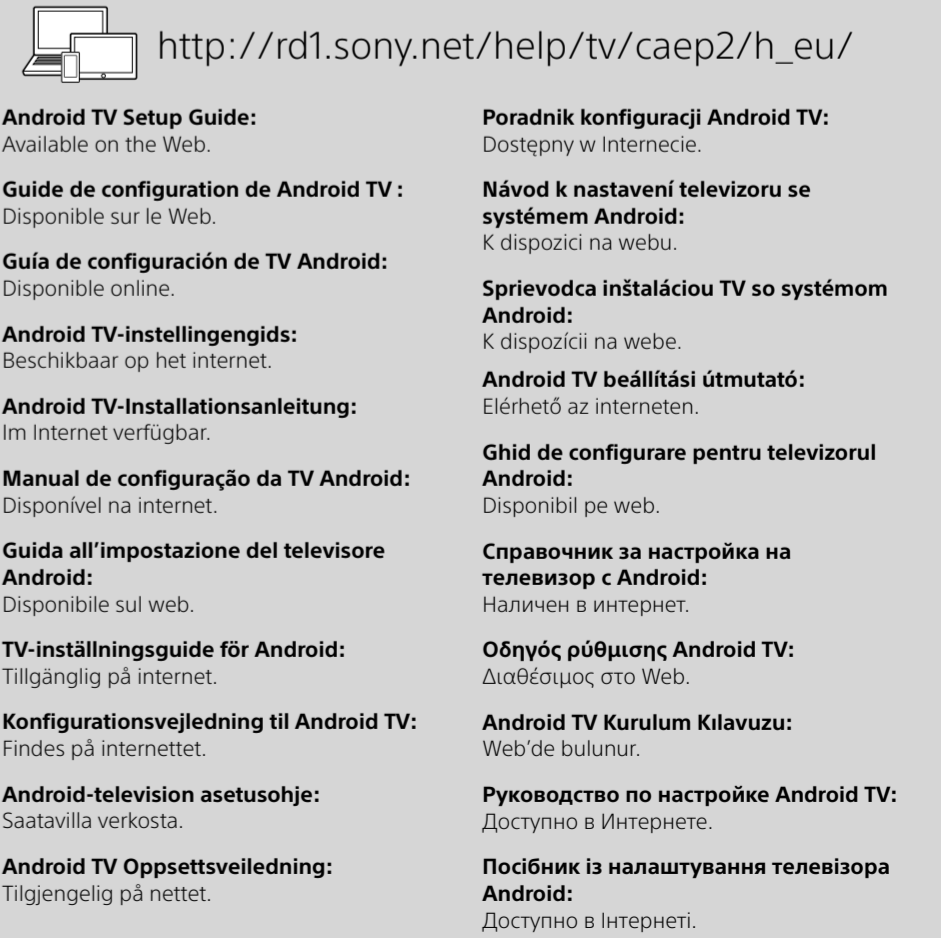 http://rd1.sony.net/help/tv/caep2/h_eu/
Android TV Setup Guide:
Available on the Web.
Guide de configuration de Android TV :
Disponible sur le Web.
Guía de configuración de TV Android:
Disponible online.
Android TV-instellingengids:
Beschikbaar op het internet.
Android TV-Installationsanleitung:
Im Internet verfügbar.
Manual de configuração da TV Android:
Disponível na internet.
Guida all’impostazione del televisore
Android:
Disponibile sul web.
TV-inställningsguide för Android:
Tillgänglig på internet.
Konfigurationsvejledning til Android TV:
Findes på internettet.
Android-television asetusohje:
Saatavilla verkosta.
Android TV Oppsettsveiledning:
Tilgjengelig på nettet.
Poradnik konfiguracji Android TV:
Dostępny w Internecie.
Návod k nastavení televizoru se
systémem Android:
K dispozici na webu.
Sprievodca inštaláciou TV so systémom
Android:
K dispozícii na webe.
Android TV beállítási útmutató:
Elérhető az interneten.
Ghid de configurare pentru televizorul
Android:
Disponibil pe web.
Справочник за настройка на
телевизор с Android:
Наличен в интернет.
Οδηγός ρύθμισης Android TV:
Διαθέσιμος στο Web.
Android TV Kurulum Kılavuzu:
Web’de bulunur.
Руководство по настройке Android TV:
Доступно в Интернете.
Посібник із налаштування телевізора
Android:
Доступно в Інтернеті.